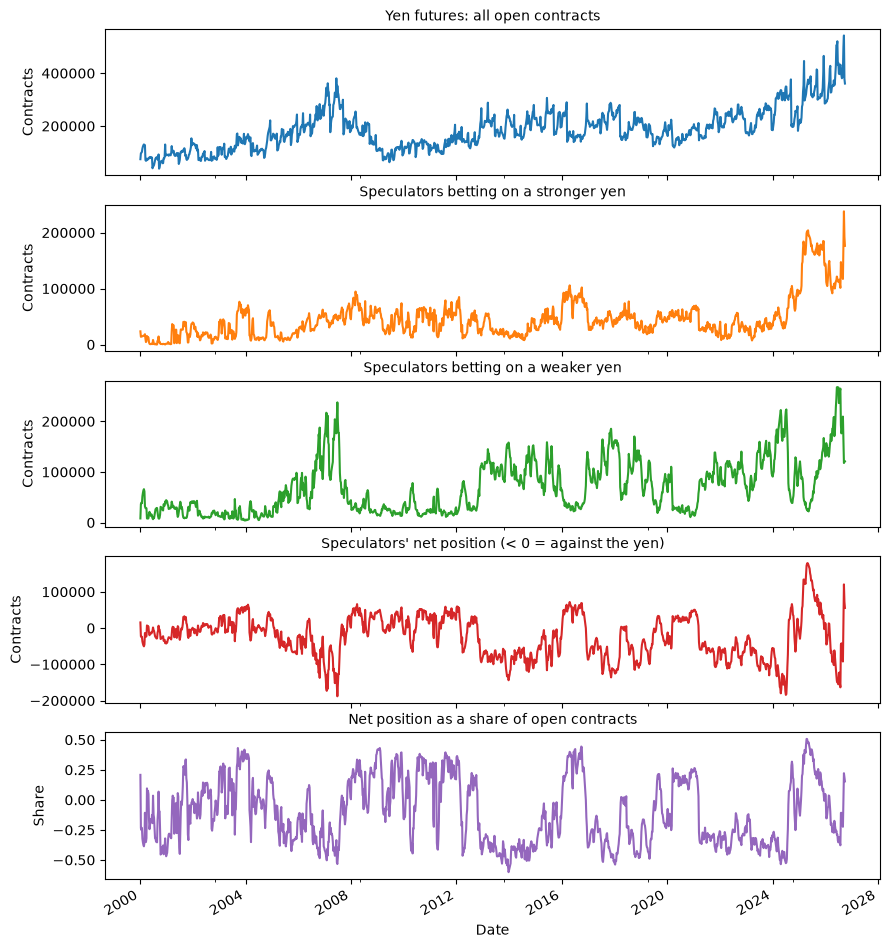 Yen futures: all open contracts
Contracts
400000
200000
Speculators betting on a stronger yen
Contracts
200000
100000
0
Speculators betting on a weaker yen
Contracts
200000
100000
0
Speculators' net position (< 0 = against the yen)
Contracts
100000
0
−100000
−200000
Net position as a share of open contracts
Share
0.50
0.25
0.00
−0.25
−0.50
2000
2004
2008
2012
2016
2020
2024
2028
Date